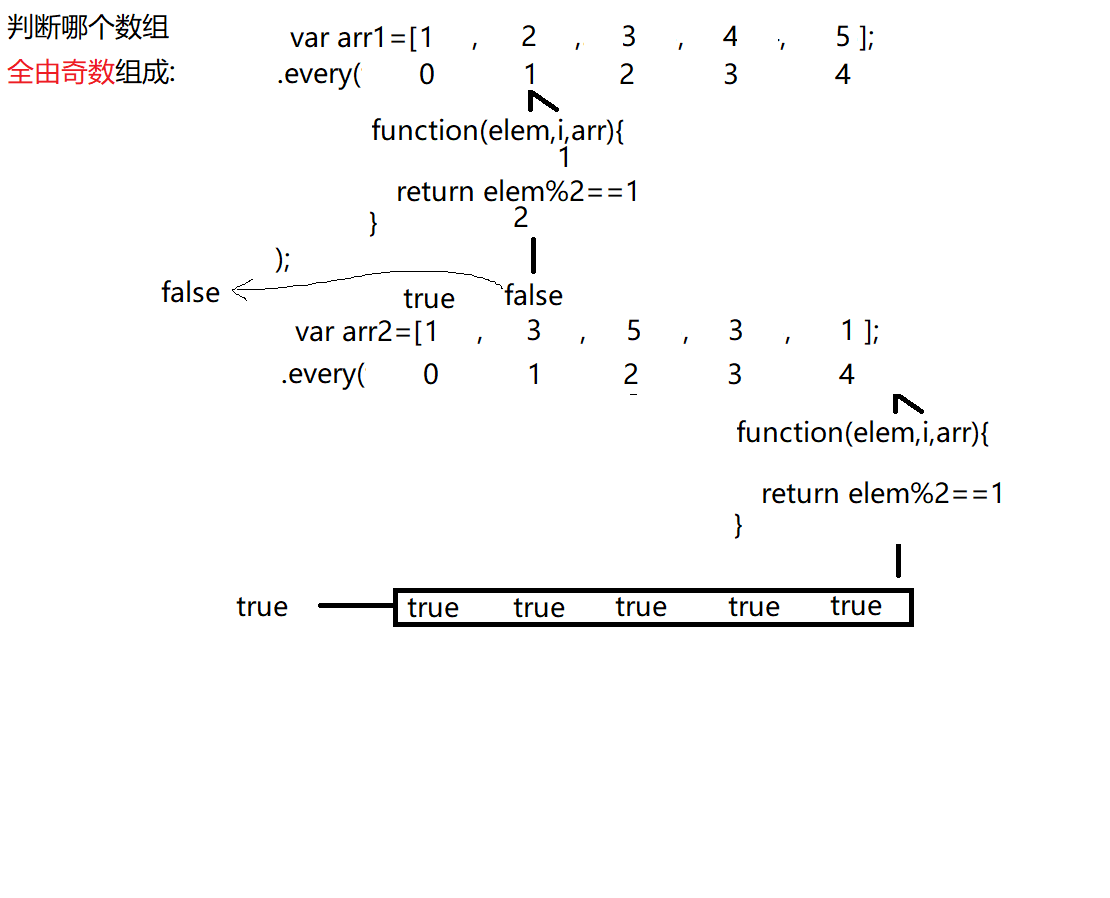 判断哪个数组
var arr1=[1 , 2 , 3 , 4 , 5 ];
全由奇数组成:
.every( 0 1 2 3 4
function(elem,i,arr){
1
return elem%2==1
2
}
);
false
true false
var arr2=[1 , 3 , 5 , 3 , 1 ];
.every( 0 1 2 3 4
function(elem,i,arr){
return elem%2==1
}
true true true true true true